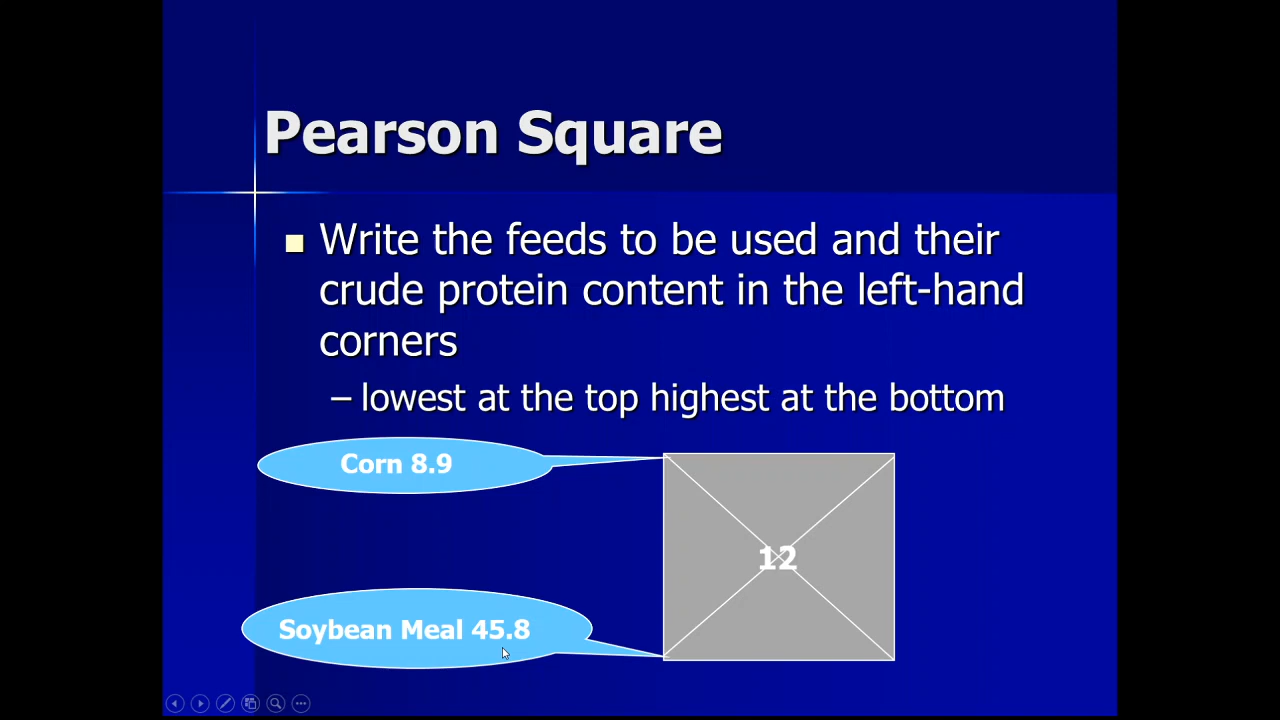 Pearson Square
Write the feeds to be used and their
crude protein content in the left-hand
corners
– lowest at the top highest at the bottom
Corn 8.9
12
Soybean Meal 45.8